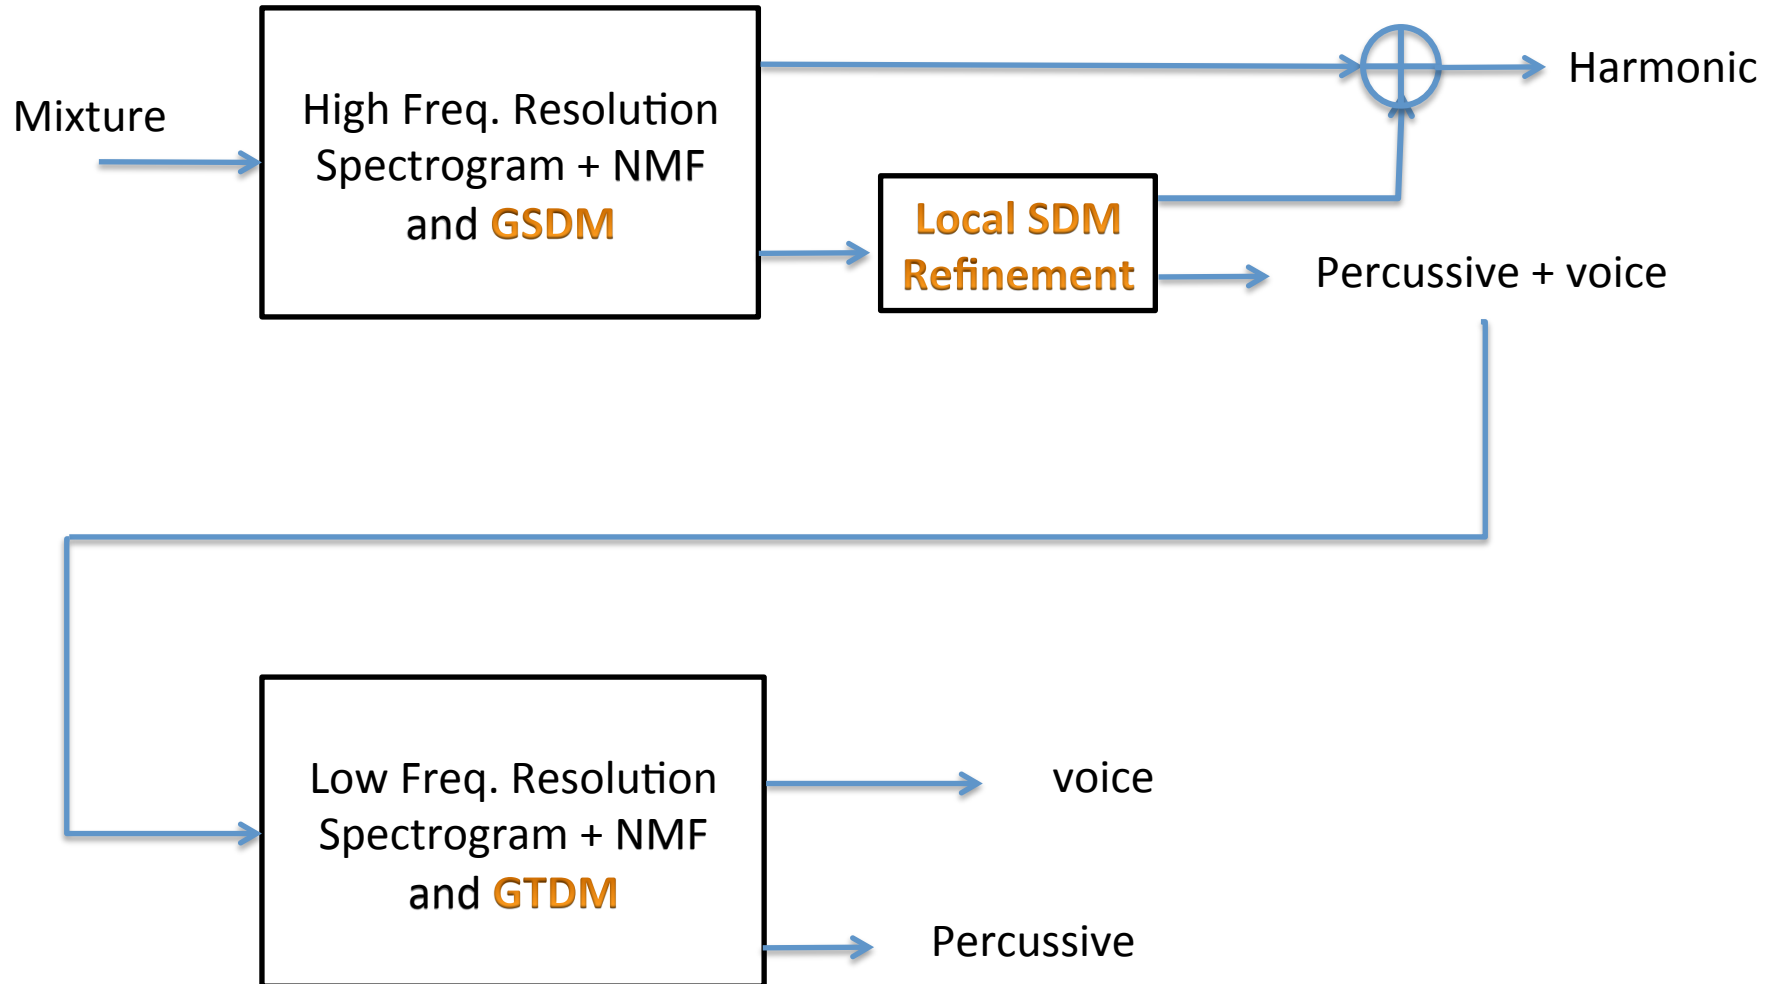 Mixture
High Freq. Resolution
Spectrogram + NMF
and GSDM
Harmonic
Local SDM
Refinement
Percussive + voice
Low Freq. Resolution
Spectrogram + NMF
and GTDM
voice
Percussive